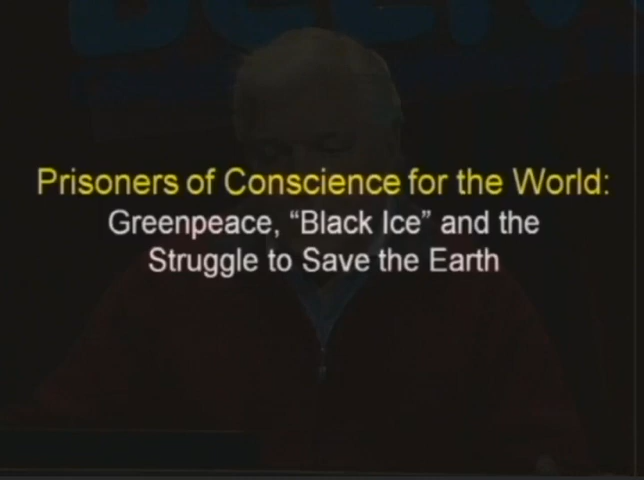 Prisoners of Conscience for the World:
Greenpeace, “Black Ice” and the
Struggle to Save the Earth